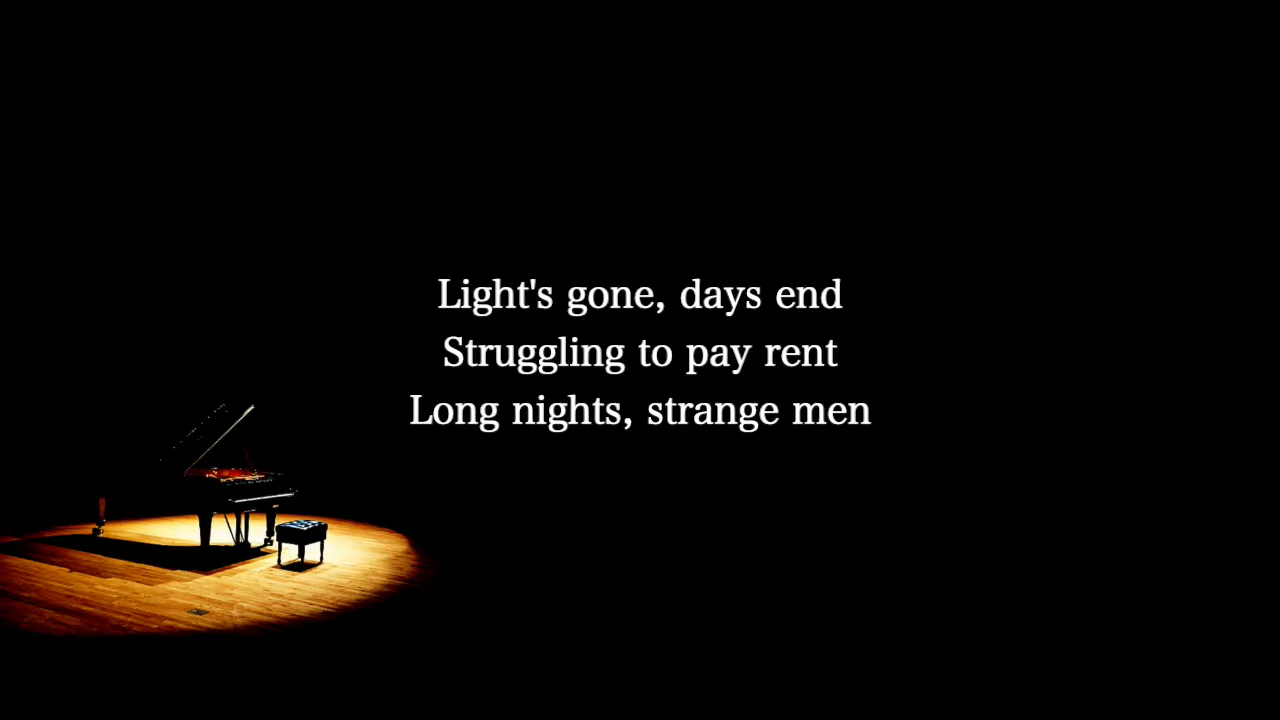 Light's gone, days end
Struggling to pay rent
Long nights, strange men